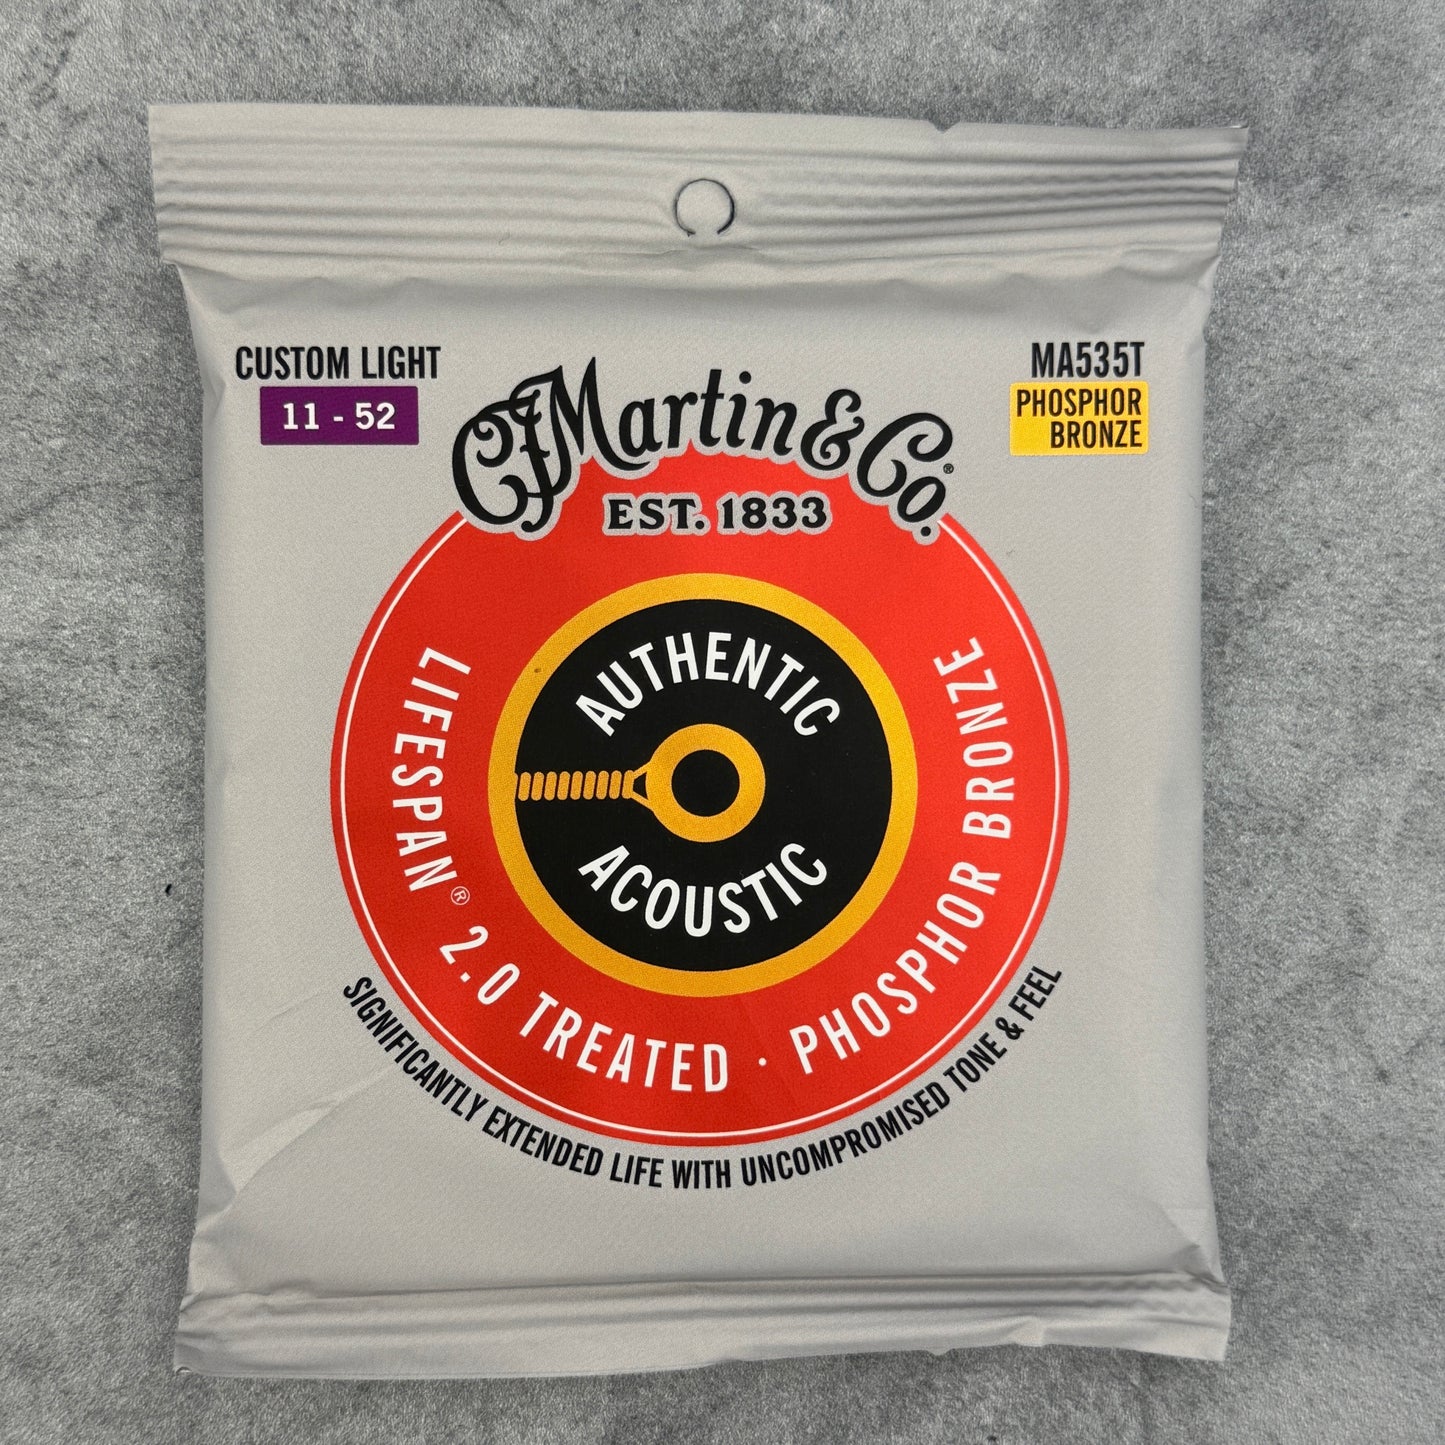 CUSTOM LIGHT
11 - 52
MA535T
PHOSPHOR
BRONZE
CFMartin & Co.®
EST. 1833
AUTHENTIC
ACOUSTIC
LIFESPAN® 2.0 TREATED · PHOSPHOR BRONZE
SIGNIFICANTLY EXTENDED LIFE WITH UNCOMPROMISED TONE & FEEL